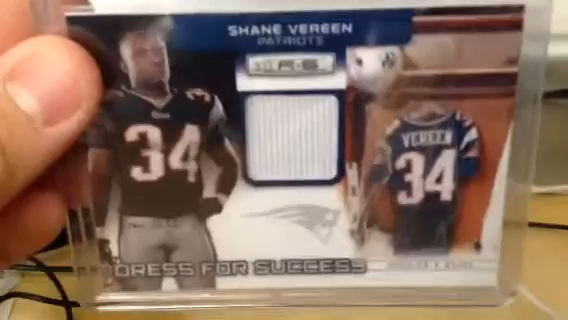 SHANE VEREEN
PATRIOTS
R&S
34
VEREEN
34
DRESS FOR SUCCESS